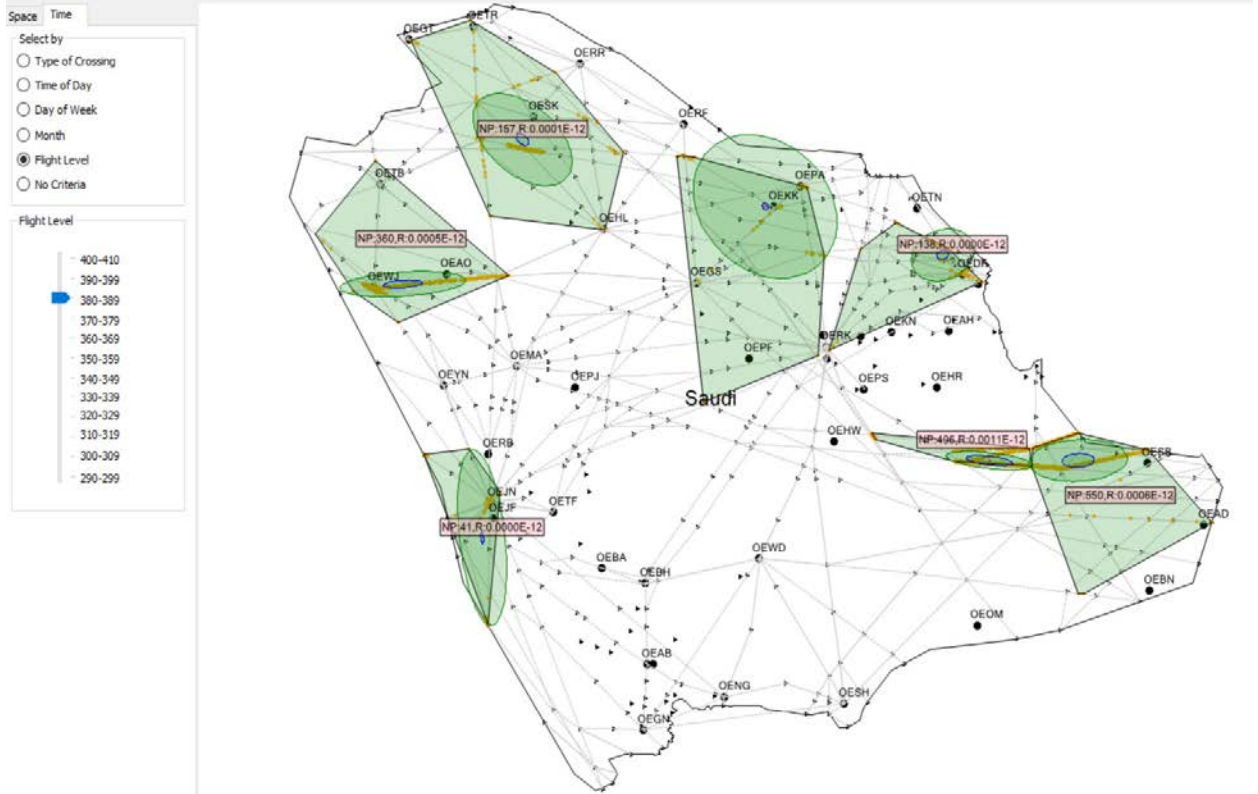 Space Time
Select by
Type of Crossing
Time of Day
Day of Week
Month
Flight Level
No Criteria
Flight Level
400-410
390-399
380-389
370-379
360-369
350-359
340-349
330-339
320-329
310-319
300-309
290-299
OETR
OEGT
OERR
OESK
OERF
NP:167,R:0.0001E-12
OETB
OEPA
OEKK
OETN
OEHL
NP:360,R:0.0005E-12
NP:138,R:0.0000E-12
OEAO
OEWJ
OEGS
OEDF
OERK
OEKN
OEAH
OEPF
OEMA
OEYN
OEPJ
OEPS
OEHR
Saudi
OEHW
NP:496,R:0.0011E-12
OERB
OESB
OEJN
OEJF
OETF
NP:550,R:0.0006E-12
OEAD
NP:41,R:0.0000E-12
OEWD
OEBA
OEBH
OEBN
OEOM
OEAB
OENG
OESH
OEGN